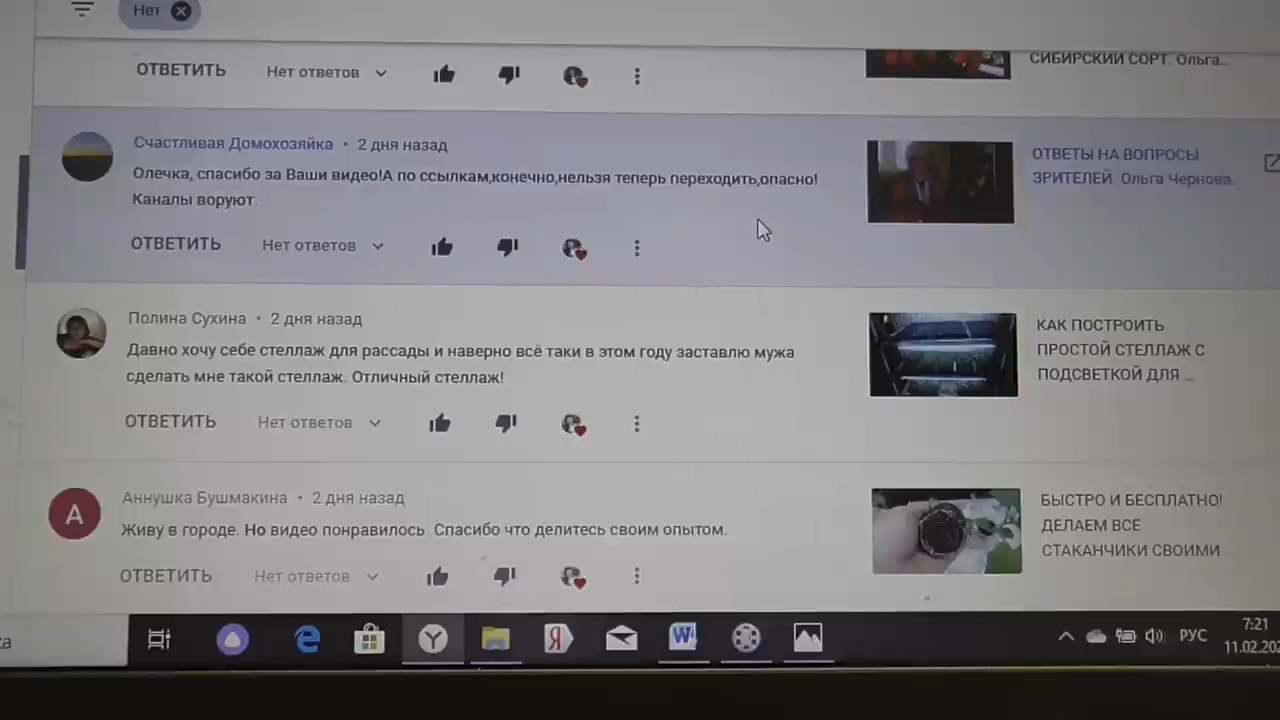 Нет
ОТВЕТИТЬ Нет ответов
СИБИРСКИЙ СОРТ. Ольга...
Счастливая Домохозяйка • 2 дня назад
Олечка, спасибо за Ваши видео!А по ссылкам,конечно,нельзя теперь переходить,опасно!
Каналы воруют.
ОТВЕТИТЬ Нет ответов
ОТВЕТЫ НА ВОПРОСЫ
ЗРИТЕЛЕЙ. Ольга Чернова.
Полина Сухина • 2 дня назад
Давно хочу себе стеллаж для рассады и наверно всё таки в этом году заставлю мужа
сделать мне такой стеллаж. Отличный стеллаж!
ОТВЕТИТЬ Нет ответов
КАК ПОСТРОИТЬ
ПРОСТОЙ СТЕЛЛАЖ С
ПОДСВЕТКОЙ ДЛЯ ...
А
Аннушка Бушмакина • 2 дня назад
Живу в городе. Но видео понравилось. Спасибо что делитесь своим опытом.
ОТВЕТИТЬ Нет ответов
БЫСТРО И БЕСПЛАТНО!
ДЕЛАЕМ ВСЕ
СТАКАНЧИКИ СВОИМИ ...
Y
Я
W
РУС
7:21
11.02.202